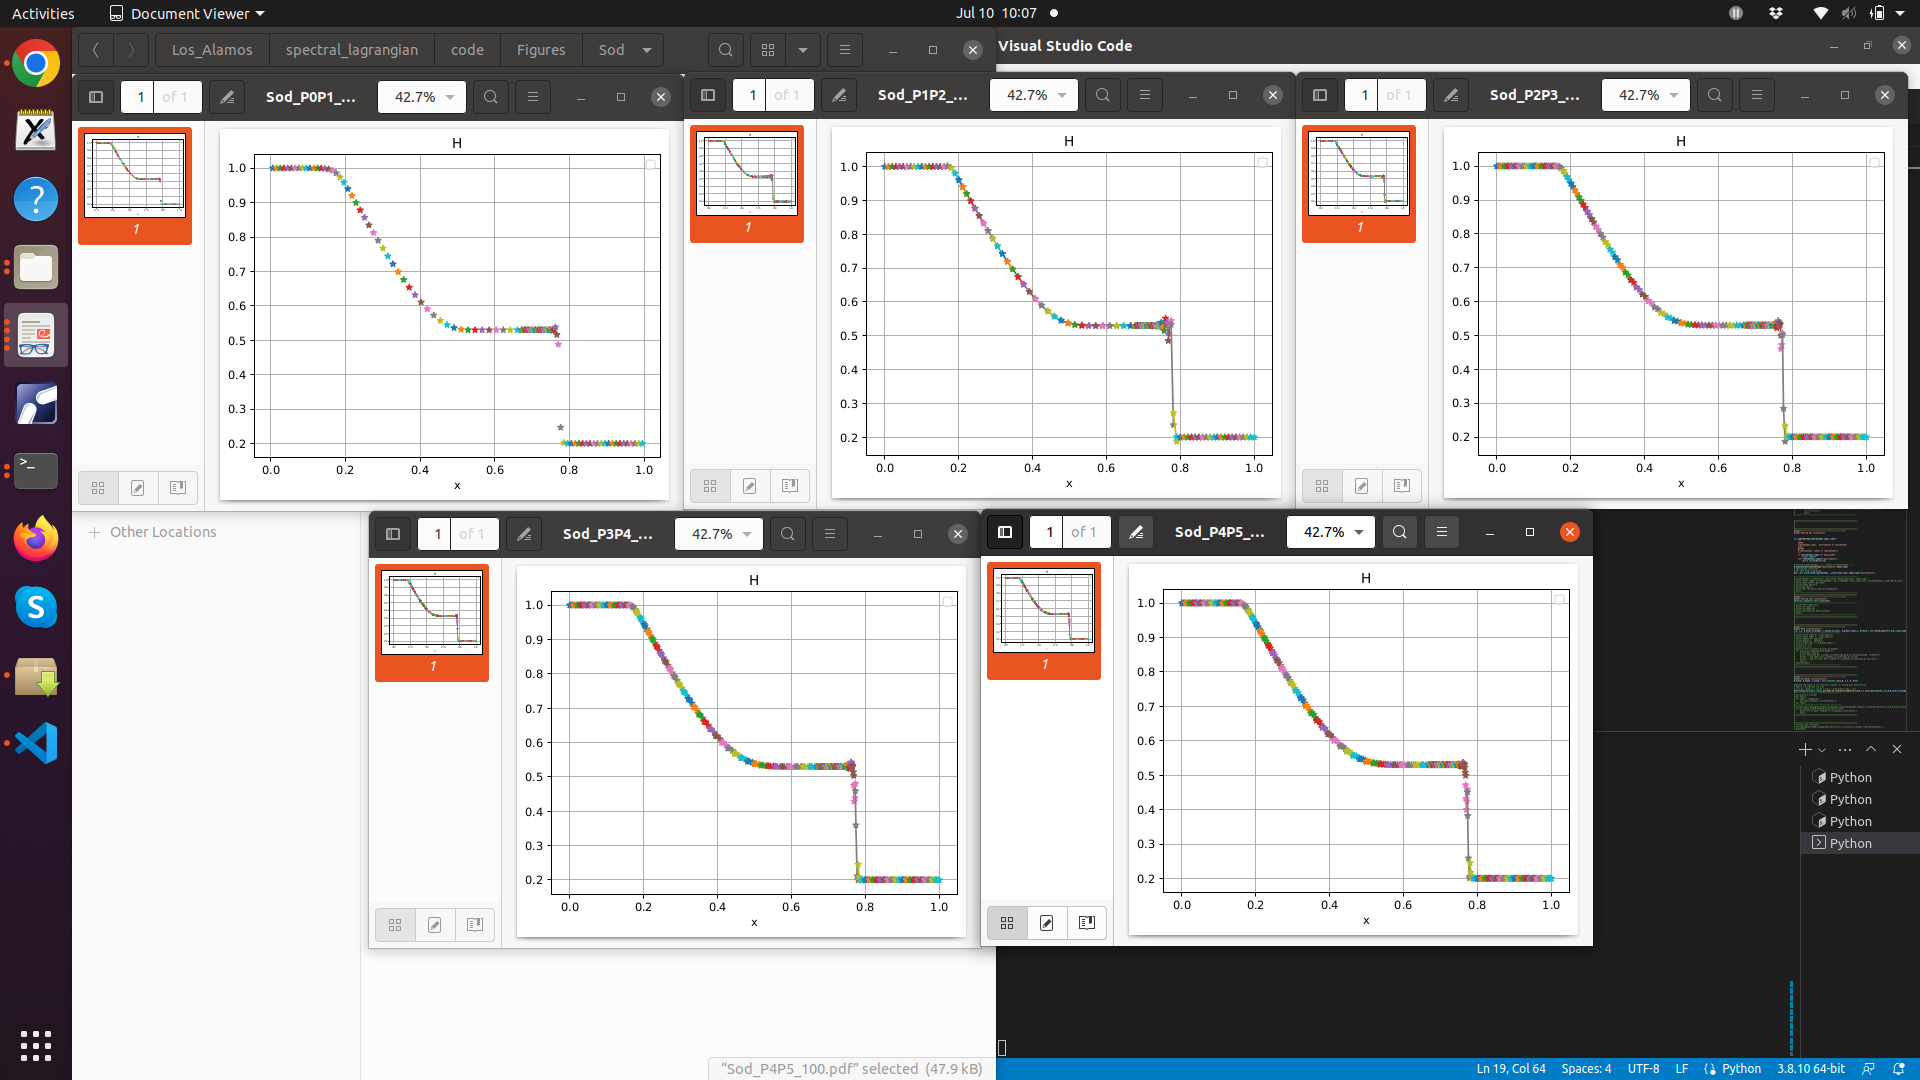 Activities Document Viewer Jul 10 10:07
Los_Alamos spectral_lagrangian code Figures Sod
Visual Studio Code
1 of 1 Sod_P0P1_... 42.7%
1 of 1 Sod_P1P2_... 42.7%
1 of 1 Sod_P2P3_... 42.7%
1
H
1.0
0.9
0.8
0.7
0.6
0.5
0.4
0.3
0.2
0.0 0.2 0.4 0.6 0.8 1.0
x
1
H
1.0
0.9
0.8
0.7
0.6
0.5
0.4
0.3
0.2
0.0 0.2 0.4 0.6 0.8 1.0
x
1
H
1.0
0.9
0.8
0.7
0.6
0.5
0.4
0.3
0.2
0.0 0.2 0.4 0.6 0.8 1.0
x
Other Locations
1 of 1 Sod_P3P4_... 42.7%
1 of 1 Sod_P4P5_... 42.7%
1
H
1.0
0.9
0.8
0.7
0.6
0.5
0.4
0.3
0.2
0.0 0.2 0.4 0.6 0.8 1.0
x
1
H
1.0
0.9
0.8
0.7
0.6
0.5
0.4
0.3
0.2
0.0 0.2 0.4 0.6 0.8 1.0
x
Python
Python
Python
Python
“Sod_P4P5_100.pdf” selected (47.9 kB)
Ln 19, Col 64 Spaces: 4 UTF-8 LF Python 3.8.10 64-bit